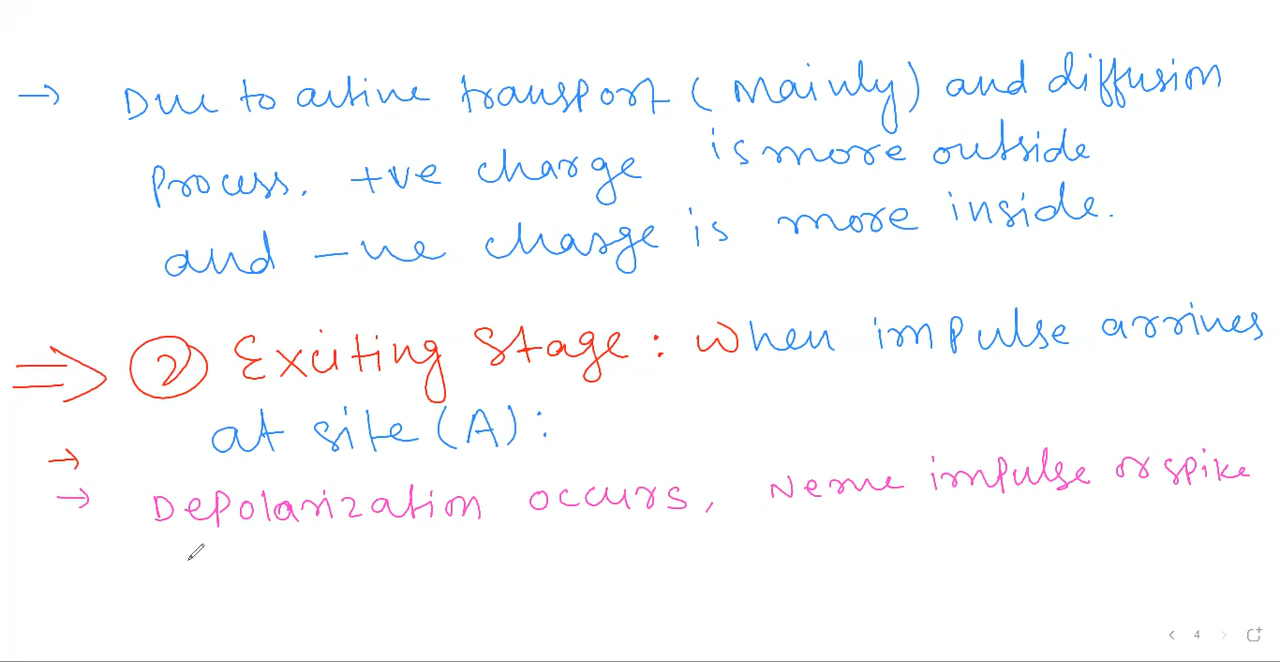 → Due to active transport (mainly) and diffusion
process. +ve charge is more outside
and -ve charge is more inside.
⇒ ② Exciting Stage: When impulse arrives
at site (A):
→
→ Depolarization occurs, Nerve impulse or spike
4